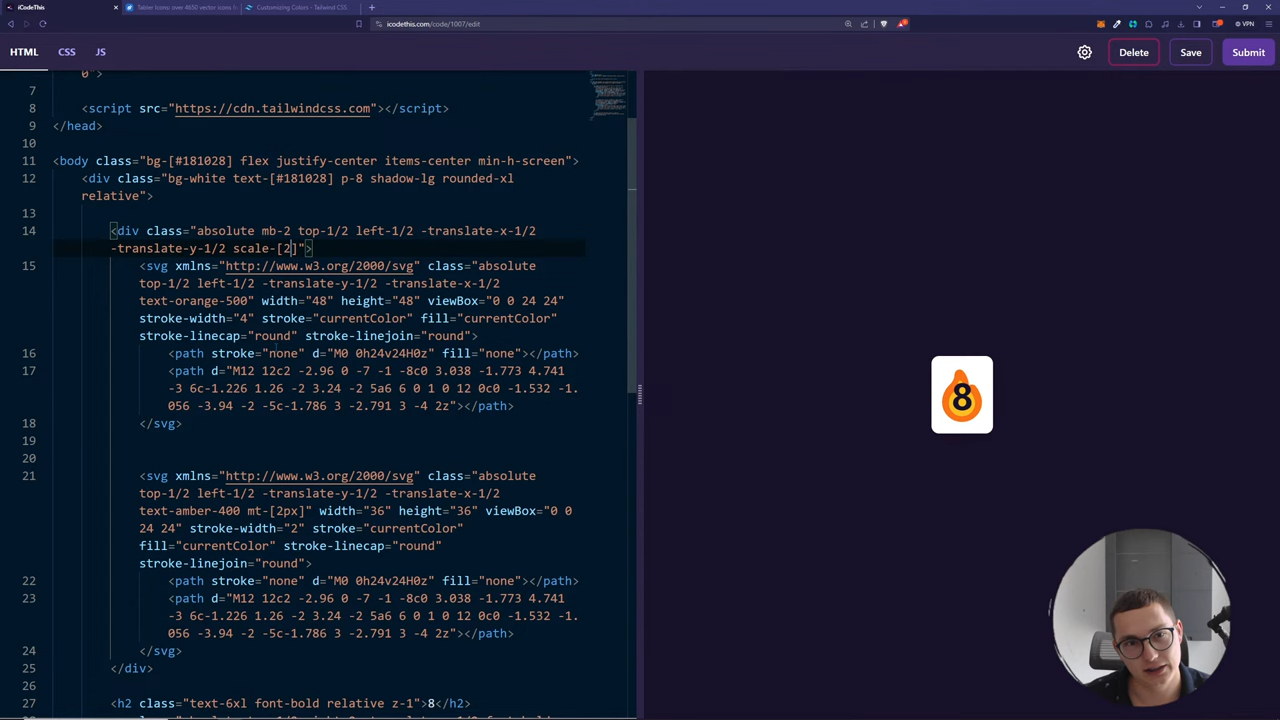 iCodeThis
Tabler Icons: over 4650 vector icons
Customizing Colors - Tailwind CSS
icodethis.com/code/1007/edit
VPN
HTML CSS JS
Delete Save Submit
0">
7
8 <script src="https://cdn.tailwindcss.com"></script>
9 </head>
10
11 <body class="bg-[#181028] flex justify-center items-center min-h-screen">
12 <div class="bg-white text-[#181028] p-8 shadow-lg rounded-xl
relative">
13
14 <div class="absolute mb-2 top-1/2 left-1/2 -translate-x-1/2
-translate-y-1/2 scale-[2]">
15 <svg xmlns="http://www.w3.org/2000/svg" class="absolute
top-1/2 left-1/2 -translate-y-1/2 -translate-x-1/2
text-orange-500" width="48" height="48" viewBox="0 0 24 24"
stroke-width="4" stroke="currentColor" fill="currentColor"
stroke-linecap="round" stroke-linejoin="round">
16 <path stroke="none" d="M0 0h24v24H0z" fill="none"></path>
17 <path d="M12 12c2 -2.96 0 -7 -1 -8c0 3.038 -1.773 4.741
-3 6c-1.226 1.26 -2 3.24 -2 5a6 6 0 1 0 12 0c0 -1.532 -1.
056 -3.94 -2 -5c-1.786 3 -2.791 3 -4 2z"></path>
18 </svg>
19
20
21 <svg xmlns="http://www.w3.org/2000/svg" class="absolute
top-1/2 left-1/2 -translate-y-1/2 -translate-x-1/2
text-amber-400 mt-[2px]" width="36" height="36" viewBox="0 0
24 24" stroke-width="2" stroke="currentColor"
fill="currentColor" stroke-linecap="round"
stroke-linejoin="round">
22 <path stroke="none" d="M0 0h24v24H0z" fill="none"></path>
23 <path d="M12 12c2 -2.96 0 -7 -1 -8c0 3.038 -1.773 4.741
-3 6c-1.226 1.26 -2 3.24 -2 5a6 6 0 1 0 12 0c0 -1.532 -1.
056 -3.94 -2 -5c-1.786 3 -2.791 3 -4 2z"></path>
24 </svg>
25 </div>
26
27 <h2 class="text-6xl font-bold relative z-1">8</h2>
8